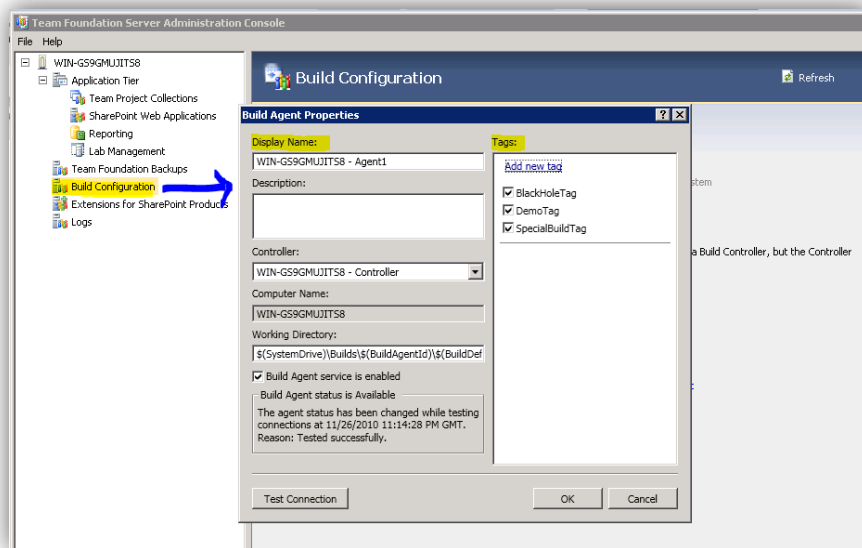 Team Foundation Server Administration Console
File Help
WIN-GS9GMUJITS8
Application Tier
Team Project Collections
SharePoint Web Applications
Reporting
Lab Management
Team Foundation Backups
Build Configuration
Extensions for SharePoint Products
Logs
Build Configuration
Refresh
Build Agent Properties
Display Name:
WIN-GS9GMUJITS8 - Agent1
Description:
Controller:
WIN-GS9GMUJITS8 - Controller
Computer Name:
WIN-GS9GMUJITS8
Working Directory:
$(SystemDrive)\Builds\$(BuildAgentId)\$(BuildDef
Build Agent service is enabled
Build Agent status is Available
The agent status has been changed while testing
connections at 11/26/2010 11:14:28 PM GMT.
Reason: Tested successfully.
Tags:
Add new tag
BlackHoleTag
DemoTag
SpecialBuildTag
Test Connection
OK
Cancel
stem
a Build Controller, but the Controller